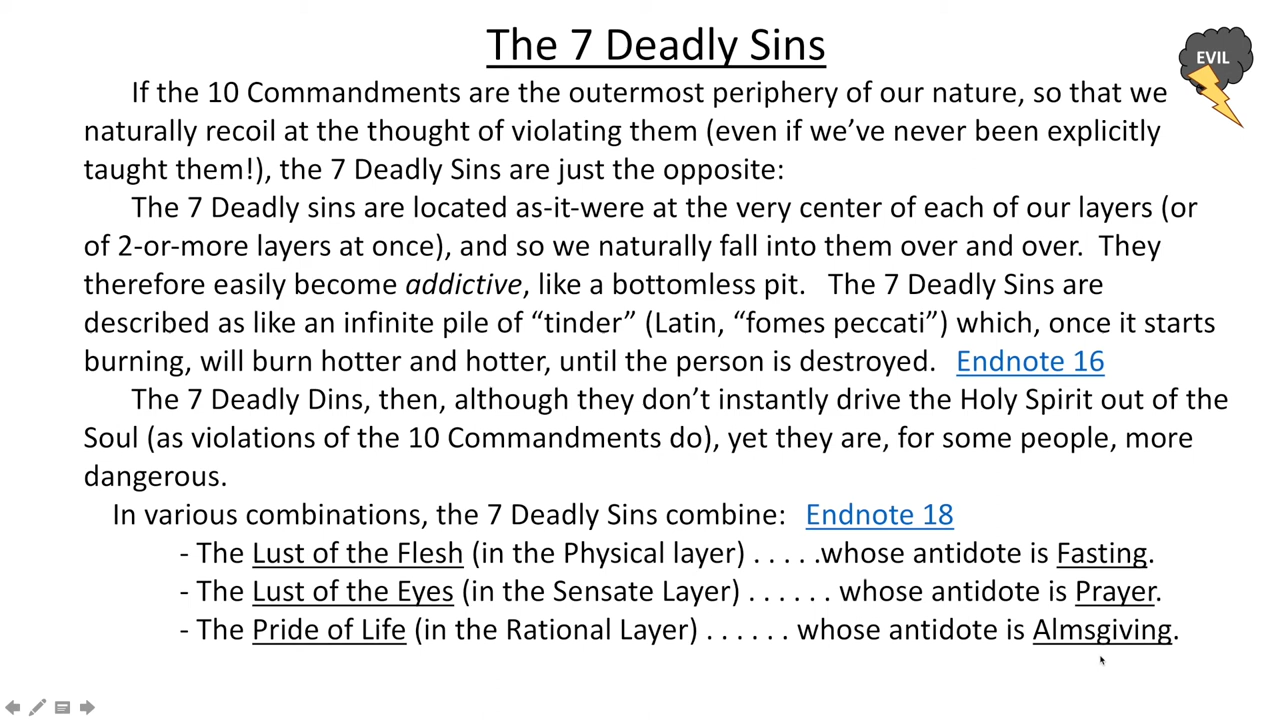 The 7 Deadly Sins
EVIL
If the 10 Commandments are the outermost periphery of our nature, so that we
naturally recoil at the thought of violating them (even if we’ve never been explicitly
taught them!), the 7 Deadly Sins are just the opposite:
The 7 Deadly sins are located as-it-were at the very center of each of our layers (or
of 2-or-more layers at once), and so we naturally fall into them over and over.  They
therefore easily become addictive, like a bottomless pit.   The 7 Deadly Sins are
described as like an infinite pile of “tinder” (Latin, “fomes peccati”) which, once it starts
burning, will burn hotter and hotter, until the person is destroyed.   Endnote 16
The 7 Deadly Dins, then, although they don’t instantly drive the Holy Spirit out of the
Soul (as violations of the 10 Commandments do), yet they are, for some people, more
dangerous.
In various combinations, the 7 Deadly Sins combine:   Endnote 18
- The Lust of the Flesh (in the Physical layer) . . . . .whose antidote is Fasting.
- The Lust of the Eyes (in the Sensate Layer) . . . . . .  whose antidote is Prayer.
- The Pride of Life (in the Rational Layer) . . . . . .  whose antidote is Almsgiving.